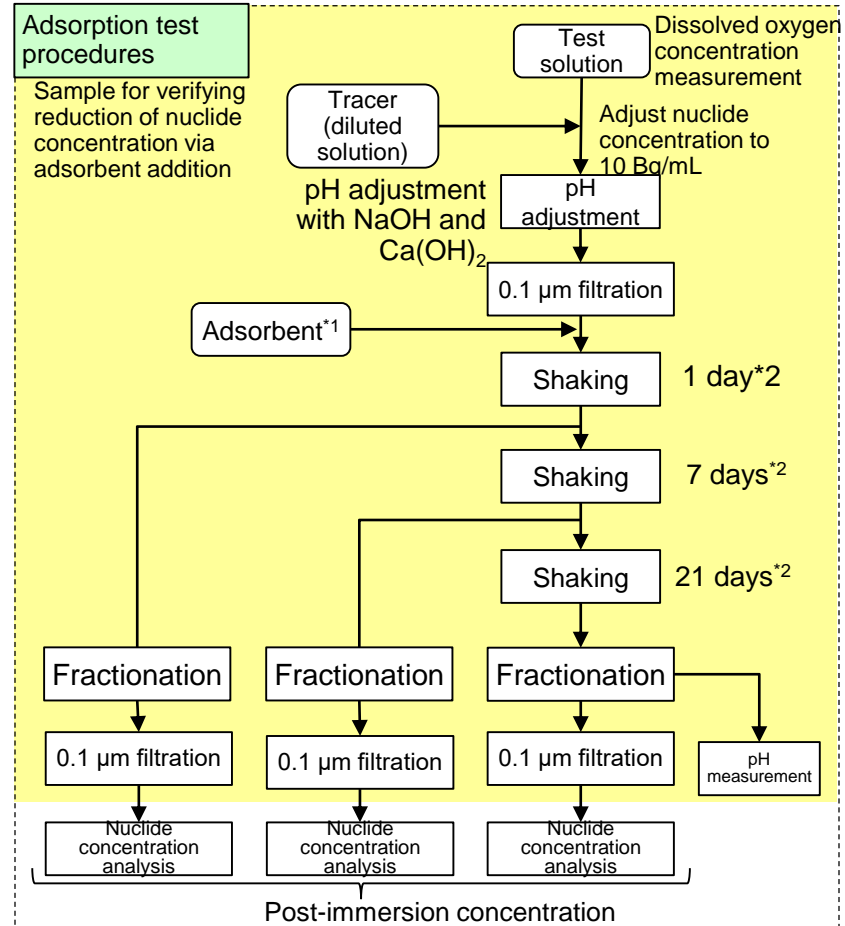 Adsorption test
procedures
Sample for verifying
reduction of nuclide
concentration via
adsorbent addition
Test
solution
Dissolved oxygen
concentration
measurement
Tracer
(diluted
solution)
Adjust nuclide
concentration to
10 Bq/mL
pH adjustment
with NaOH and
Ca(OH)₂
pH
adjustment
0.1 µm filtration
Adsorbent*1
Shaking
1 day*2
Shaking
7 days*2
Shaking
21 days*2
Fractionation
Fractionation
Fractionation
0.1 µm filtration
0.1 µm filtration
0.1 µm filtration
pH
measurement
Nuclide
concentration
analysis
Nuclide
concentration
analysis
Nuclide
concentration
analysis
Post-immersion concentration